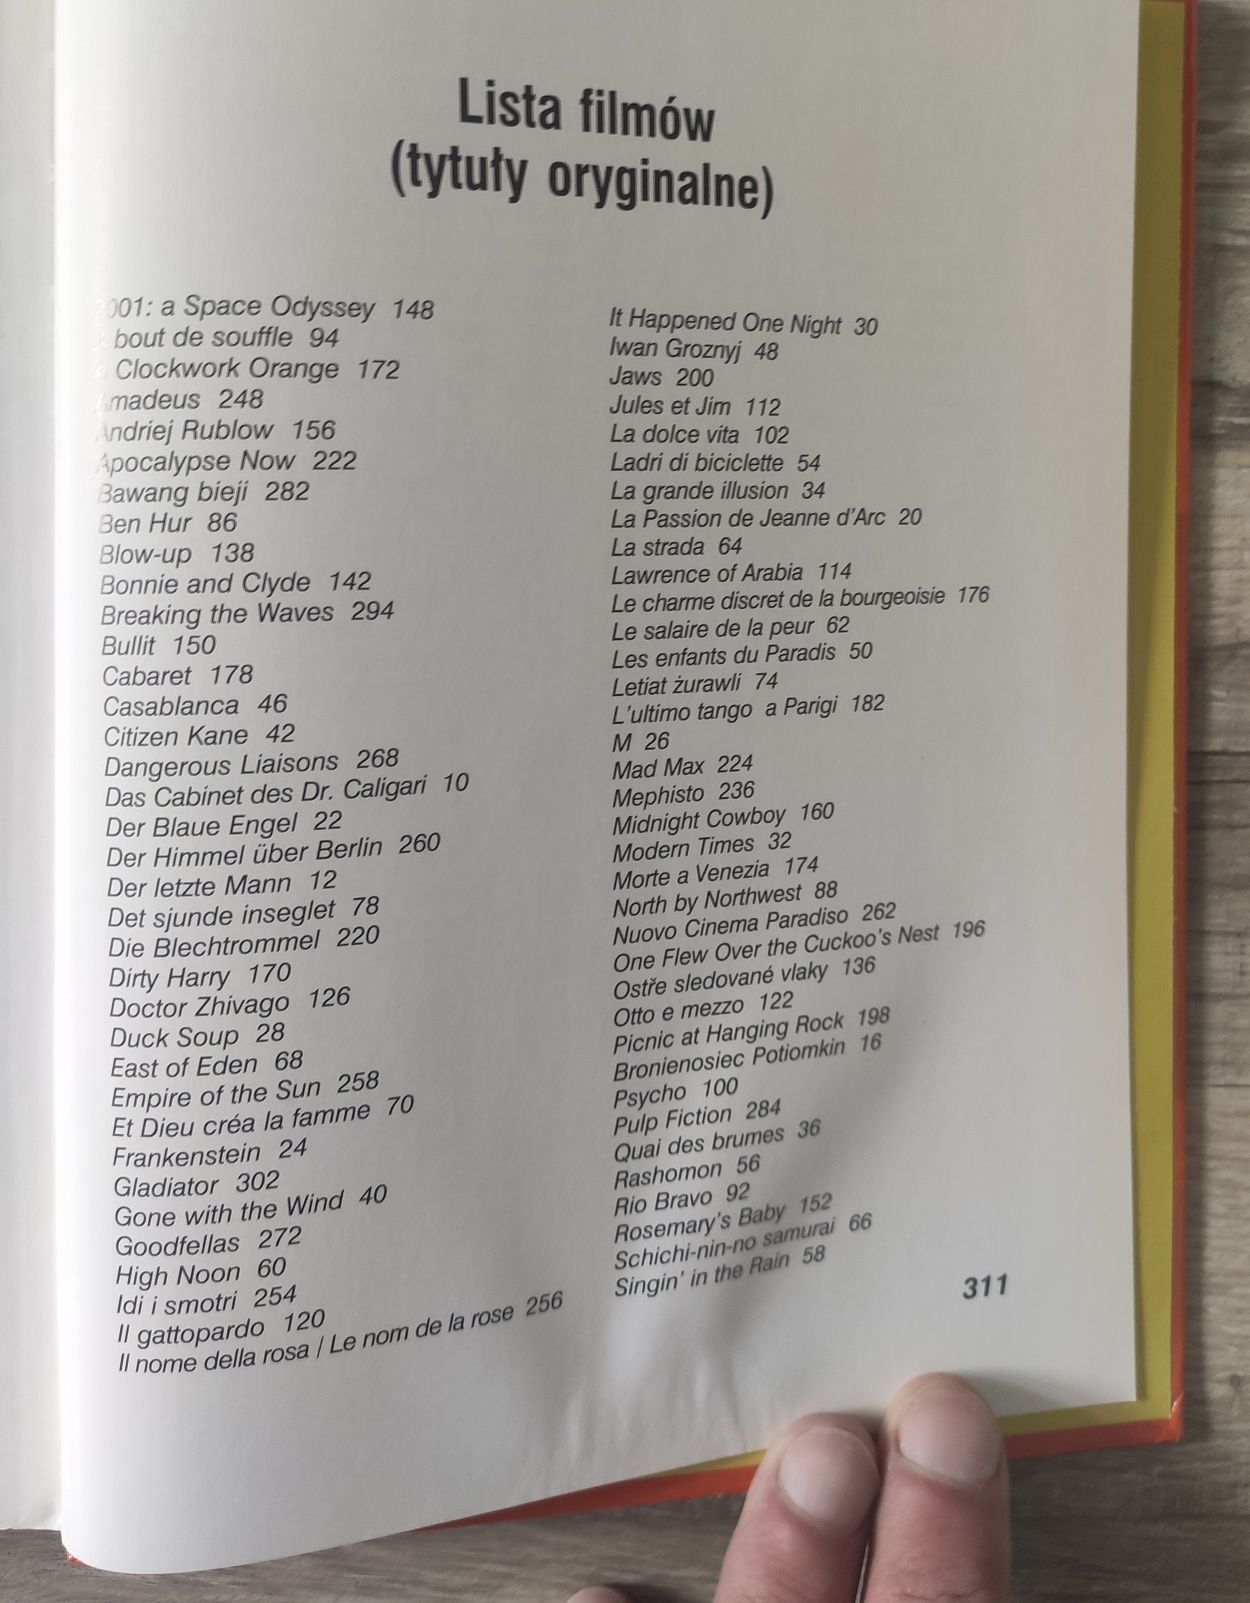 Lista filmów
(tytuły oryginalne)
2001: a Space Odyssey 148
A bout de souffle 94
A Clockwork Orange 172
Amadeus 248
Andriej Rublow 156
Apocalypse Now 222
Bawang bieji 282
Ben Hur 86
Blow-up 138
Bonnie and Clyde 142
Breaking the Waves 294
Bullit 150
Cabaret 178
Casablanca 46
Citizen Kane 42
Dangerous Liaisons 268
Das Cabinet des Dr. Caligari 10
Der Blaue Engel 22
Der Himmel über Berlin 260
Der letzte Mann 12
Det sjunde inseglet 78
Die Blechtrommel 220
Dirty Harry 170
Doctor Zhivago 126
Duck Soup 28
East of Eden 68
Empire of the Sun 258
Et Dieu créa la famme 70
Frankenstein 24
Gladiator 302
Gone with the Wind 40
Goodfellas 272
High Noon 60
Idi i smotri 254
Il gattopardo 120
Il nome della rosa / Le nom de la rose 256
It Happened One Night 30
Iwan Groznyj 48
Jaws 200
Jules et Jim 112
La dolce vita 102
Ladri di biciclette 54
La grande illusion 34
La Passion de Jeanne d'Arc 20
La strada 64
Lawrence of Arabia 114
Le charme discret de la bourgeoisie 176
Le salaire de la peur 62
Les enfants du Paradis 50
Letiat żurawli 74
L'ultimo tango a Parigi 182
M 26
Mad Max 224
Mephisto 236
Midnight Cowboy 160
Modern Times 32
Morte a Venezia 174
North by Northwest 88
Nuovo Cinema Paradiso 262
One Flew Over the Cuckoo's Nest 196
Ostře sledované vlaky 136
Otto e mezzo 122
Picnic at Hanging Rock 198
Bronienosiec Potiomkin 16
Psycho 100
Pulp Fiction 284
Quai des brumes 36
Rashomon 56
Rio Bravo 92
Rosemary's Baby 152
Schichi-nin-no samurai 66
Singin' in the Rain 58
311